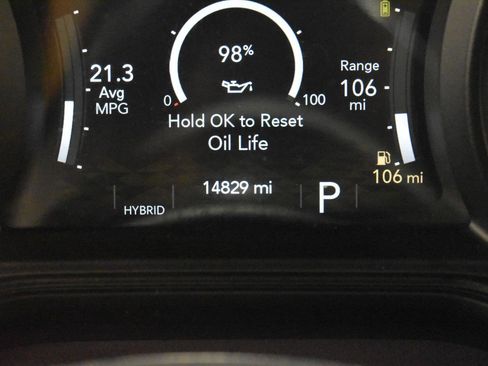 98%
21.3
Avg
MPG
0
100
Range
106
mi
Hold OK to Reset
Oil Life
106 mi
HYBRID
14829 mi
P